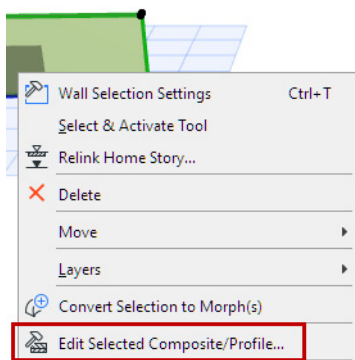 Wall Selection Settings Ctrl+T
Select & Activate Tool
Relink Home Story...
Delete
Move
Layers
Convert Selection to Morph(s)
Edit Selected Composite/Profile...